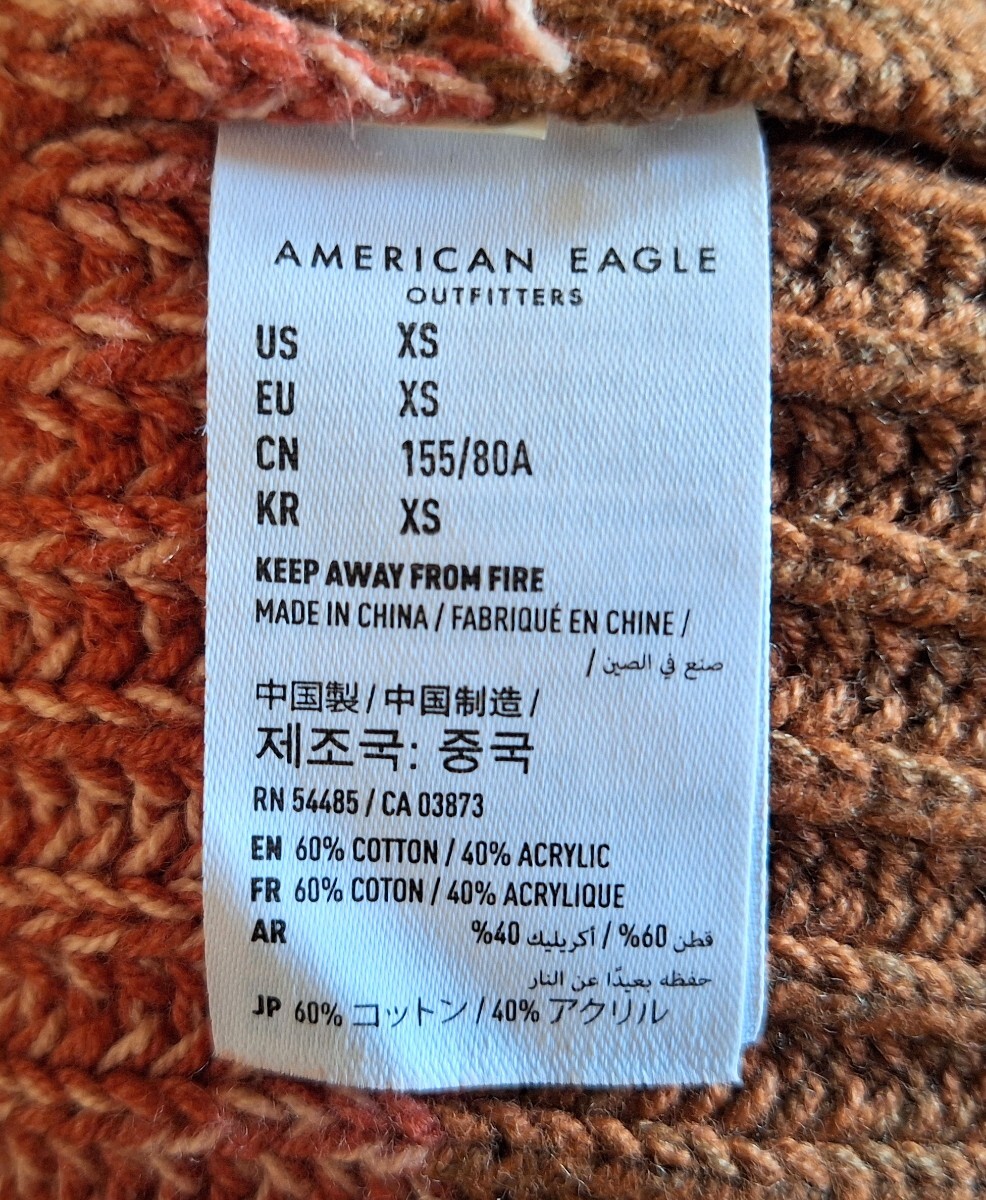 AMERICAN EAGLE
OUTFITTERS
US XS
EU XS
CN 155/80A
KR XS
KEEP AWAY FROM FIRE
MADE IN CHINA / FABRIQUÉ EN CHINE /
صنع في الصين /
中国製 / 中国制造 /
제조국: 중국
RN 54485 / CA 03873
EN 60% COTTON / 40% ACRYLIC
FR 60% COTON / 40% ACRYLIQUE
AR قطن 60% / أكريليك 40%
حفظه بعيدًا عن النار
JP 60% コットン / 40% アクリル